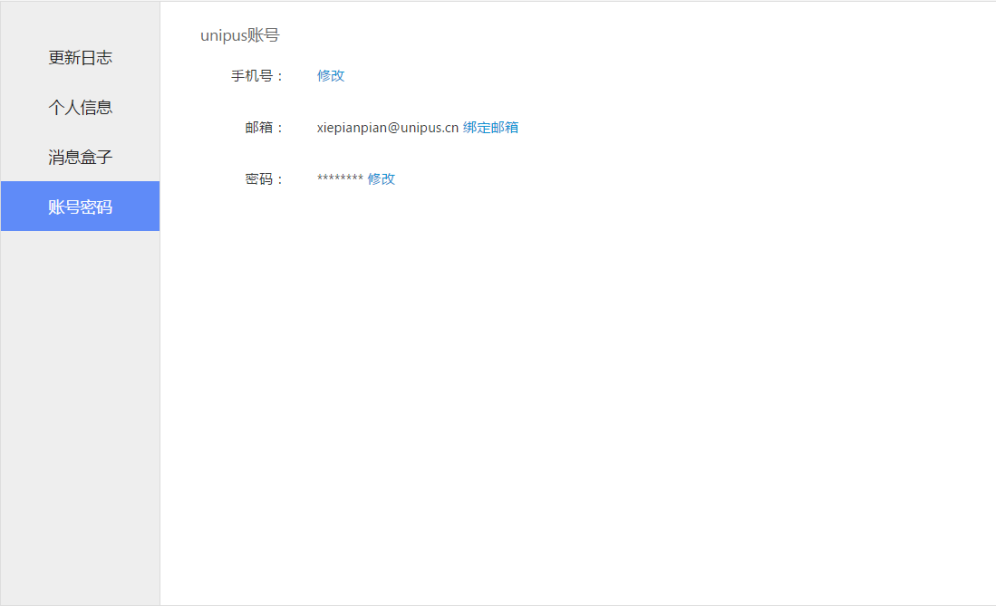 更新日志
个人信息
消息盒子
账号密码
unipus账号
手机号： 修改
邮箱： xiepianpian@unipus.cn 绑定邮箱
密码： ******** 修改